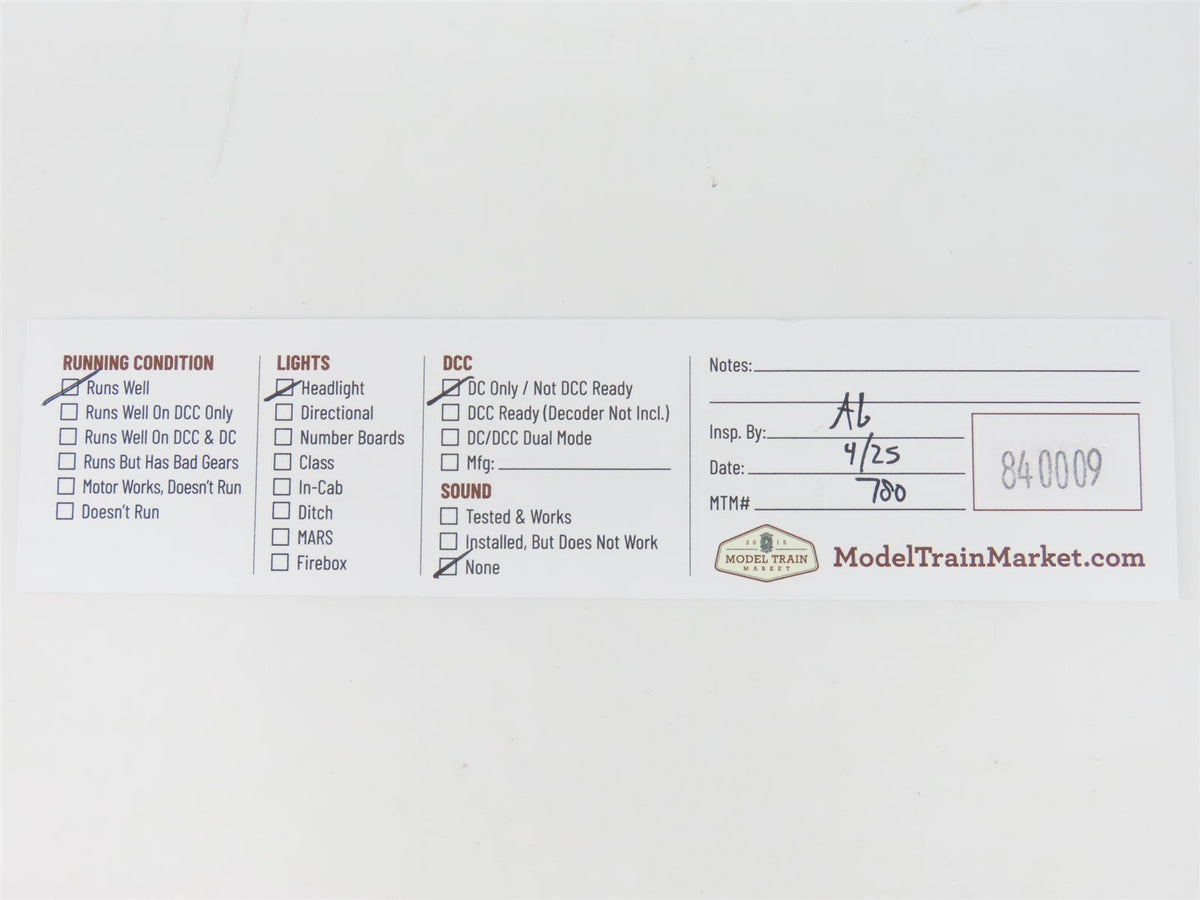 RUNNING CONDITION
Runs Well
Runs Well On DCC Only
Runs Well On DCC & DC
Runs But Has Bad Gears
Motor Works, Doesn't Run
Doesn't Run
LIGHTS
Headlight
Directional
Number Boards
Class
In-Cab
Ditch
MARS
Firebox
DCC
DC Only / Not DCC Ready
DCC Ready (Decoder Not Incl.)
DC/DCC Dual Mode
Mfg:
SOUND
Tested & Works
Installed, But Does Not Work
None
Notes:
Insp. By:
Date: 4/25
MTM# 780
840009
2015
MODEL TRAIN
MARKET
ModelTrainMarket.com